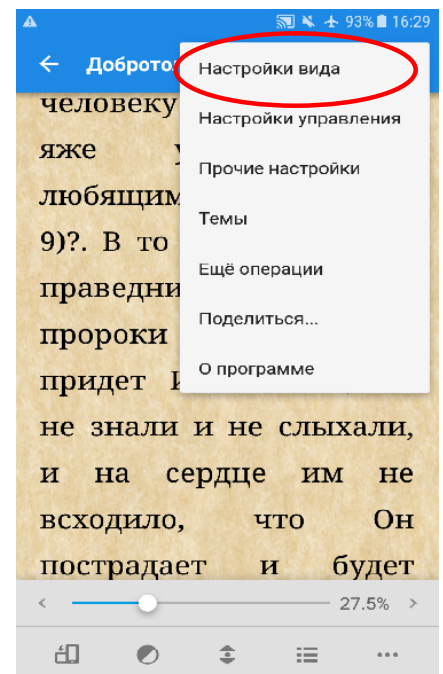 93% 16:29
Доброто
Настройки вида
Настройки управления
Прочие настройки
Темы
Ещё операции
Поделиться...
О программе
человеку
яже
любящим
9)?. В то
праведни
пророки
придет
не знали и не слыхали,
и на сердце им не
всходило, что Он
пострадает и будет
< 27.5% >